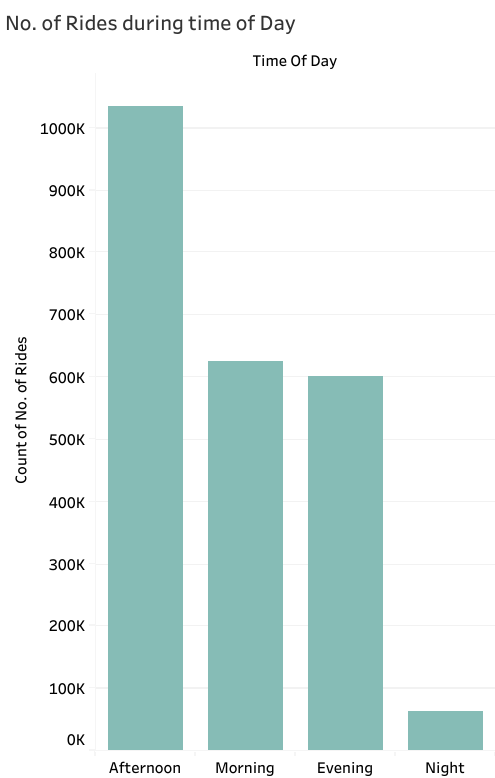 No. of Rides during time of Day
Time Of Day
Count of No. of Rides
1000K
900K
800K
700K
600K
500K
400K
300K
200K
100K
0K
Afternoon Morning Evening Night